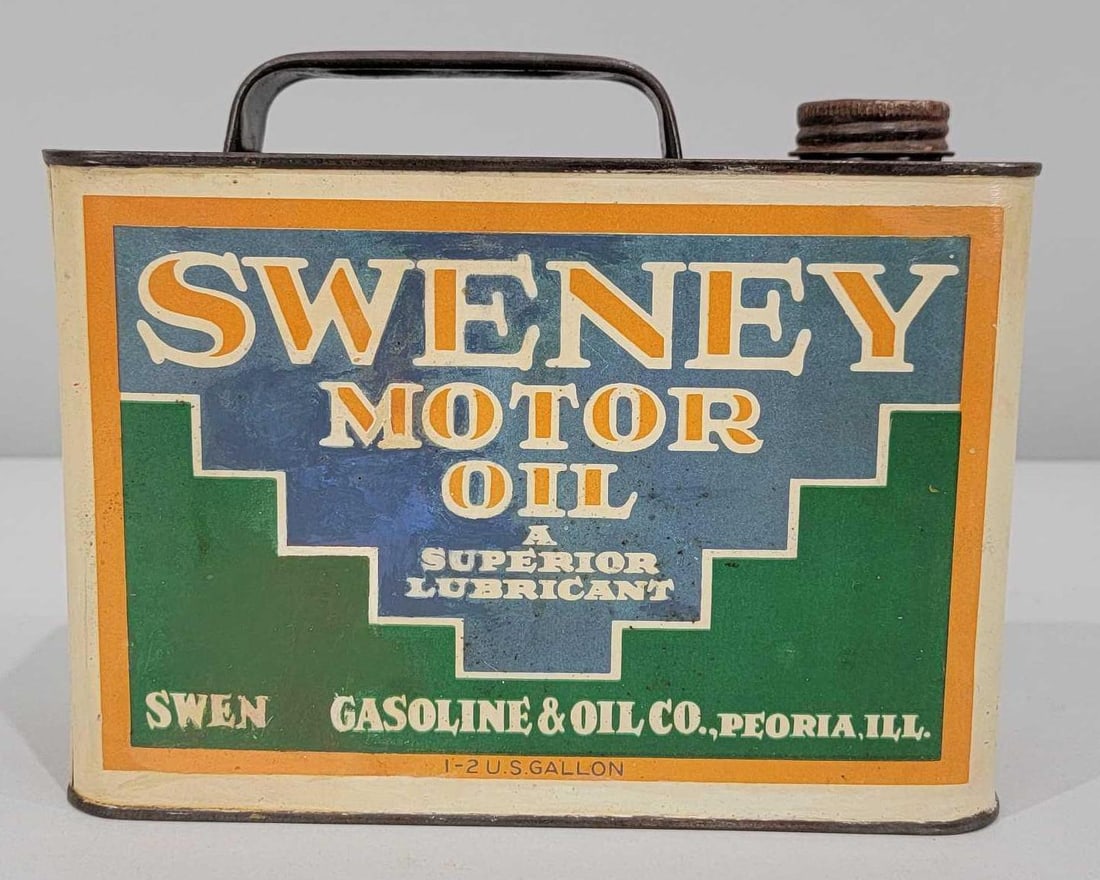 SWENEY
MOTOR
OIL
A
SUPERIOR
LUBRICANT
SWEN GASOLINE & OIL CO., PEORIA, ILL.
1-2 U.S. GALLON